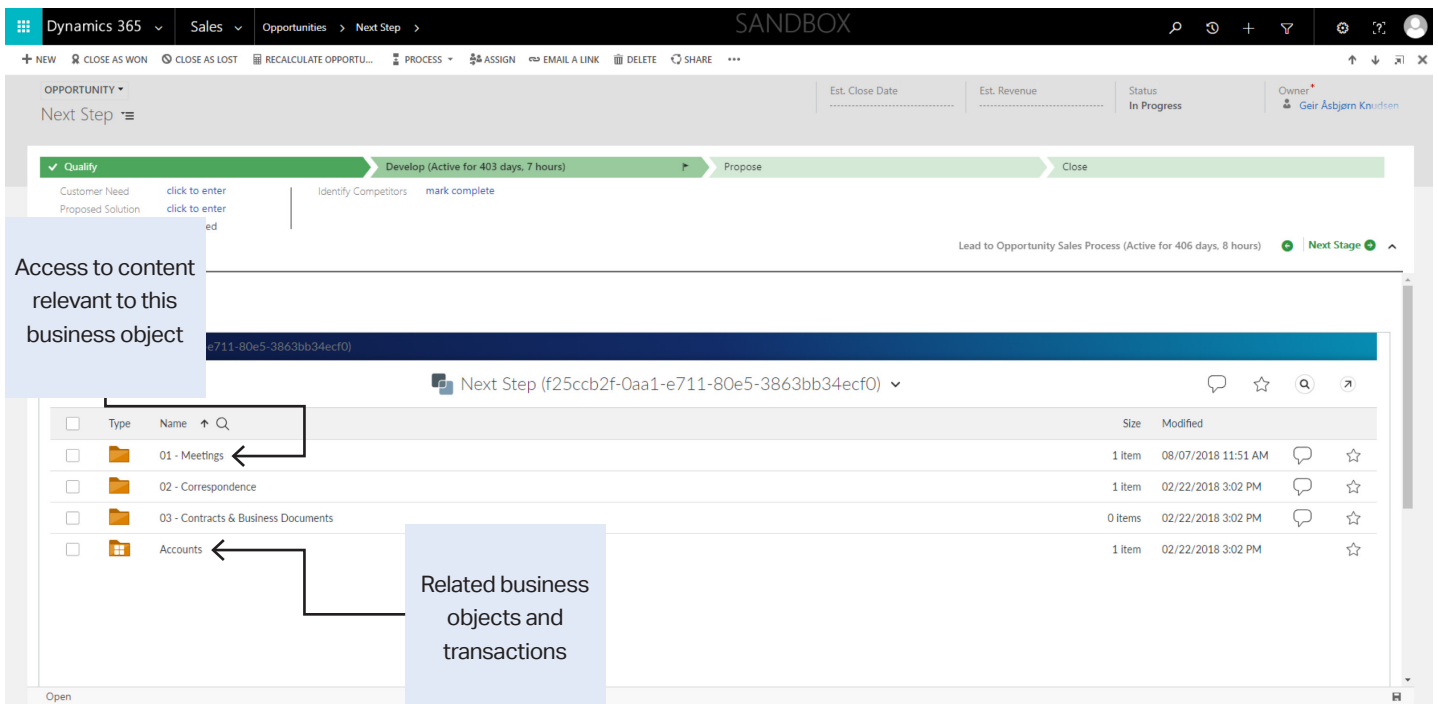 Dynamics 365 Sales Opportunities > Next Step > SANDBOX
+ NEW CLOSE AS WON CLOSE AS LOST RECALCULATE OPPORTU... PROCESS ASSIGN EMAIL A LINK DELETE SHARE •••
OPPORTUNITY
Next Step
Est. Close Date Est. Revenue Status Owner*
In Progress Geir Åsbjørn Knudsen
Qualify Develop (Active for 403 days, 7 hours) Propose Close
Customer Need click to enter Identify Competitors mark complete
Proposed Solution click to enter
ed
Lead to Opportunity Sales Process (Active for 406 days, 8 hours) Next Stage
Access to content
relevant to this
business object
e711-80e5-3863bb34ecf0)
Next Step (f25ccb2f-0aa1-e711-80e5-3863bb34ecf0)
Type Name Size Modified
01 - Meetings 1 item 08/07/2018 11:51 AM
02 - Correspondence 1 item 02/22/2018 3:02 PM
03 - Contracts & Business Documents 0 items 02/22/2018 3:02 PM
Accounts 1 item 02/22/2018 3:02 PM
Related business
objects and
transactions
Open